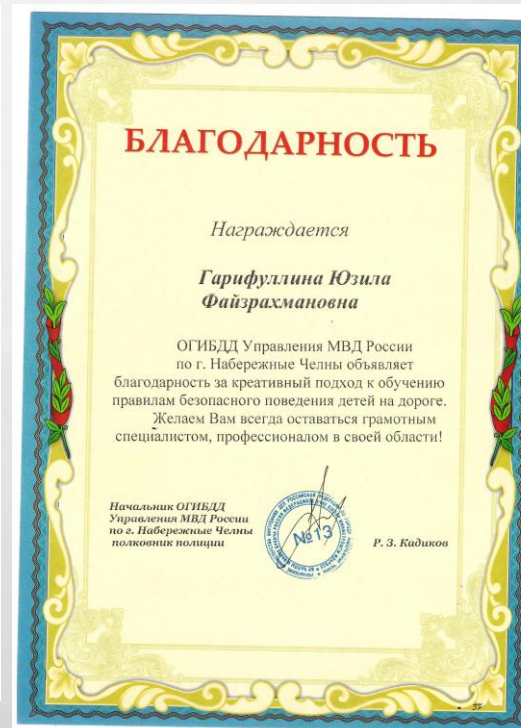 БЛАГОДАРНОСТЬ
Награждается
Гарифуллина Юзила
Файзрахмановна
ОГИБДД Управления МВД России
по г. Набережные Челны объявляет
благодарность за креативный подход к обучению
правилам безопасного поведения детей на дороге.
Желаем Вам всегда оставаться грамотным
специалистом, профессионалом в своей области!
Начальник ОГИБДД
Управления МВД России
по г. Набережные Челны
полковник полиции
№13
Р. З. Кадиков